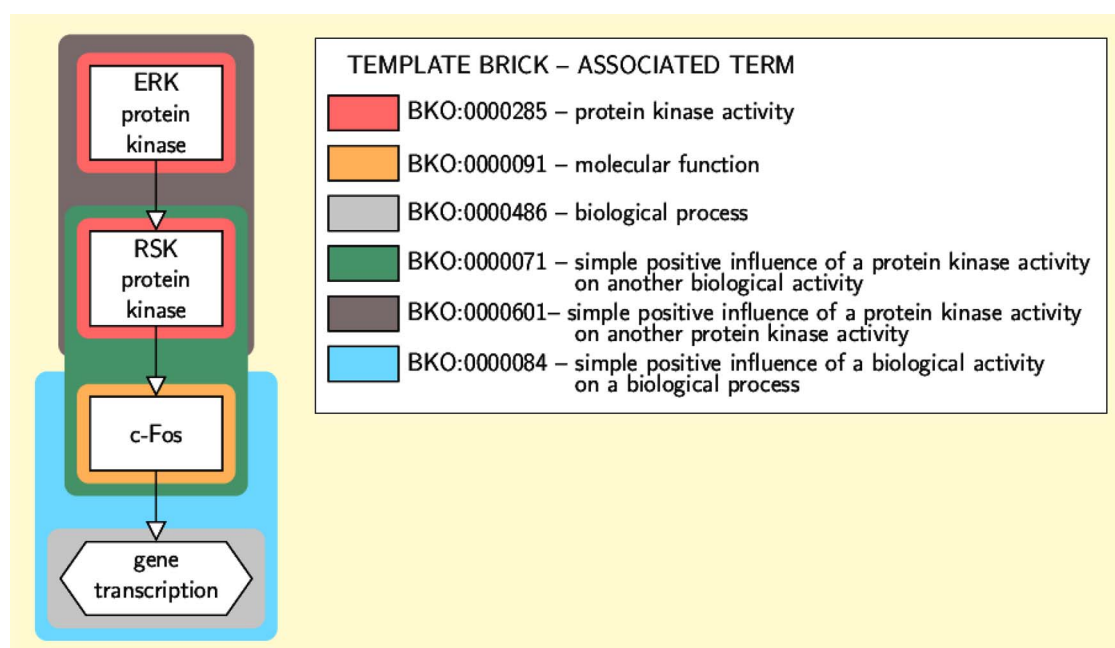 ERK
protein
kinase
RSK
protein
kinase
c-Fos
gene
transcription
TEMPLATE BRICK – ASSOCIATED TERM
BKO:0000285 – protein kinase activity
BKO:0000091 – molecular function
BKO:0000486 – biological process
BKO:0000071 – simple positive influence of a protein kinase activity
on another biological activity
BKO:0000601– simple positive influence of a protein kinase activity
on another protein kinase activity
BKO:0000084 – simple positive influence of a biological activity
on a biological process